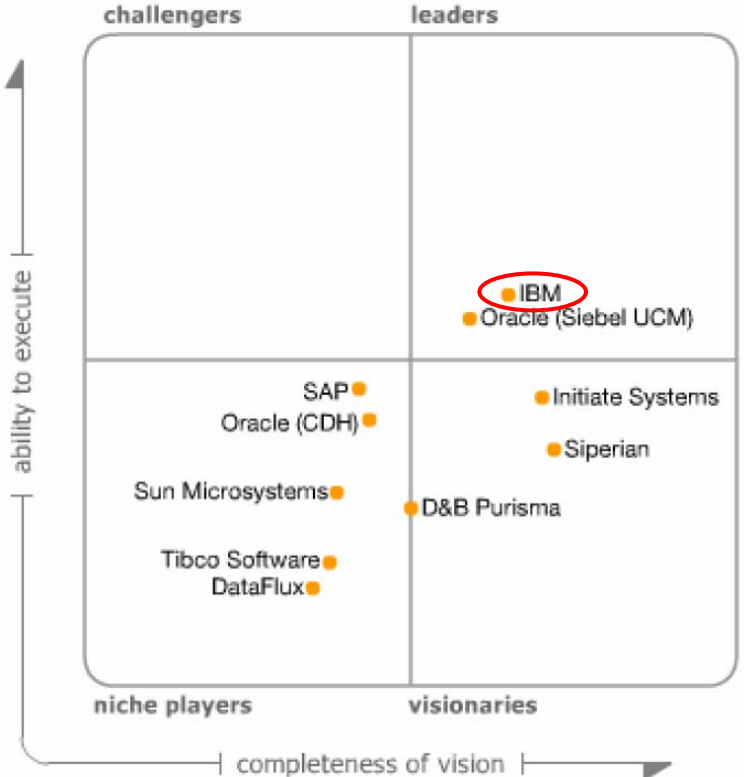 challengers
leaders
ability to execute
IBM
Oracle (Siebel UCM)
SAP
Initiate Systems
Oracle (CDH)
Siperian
Sun Microsystems
D&B Purisma
Tibco Software
DataFlux
niche players
visionaries
completeness of vision